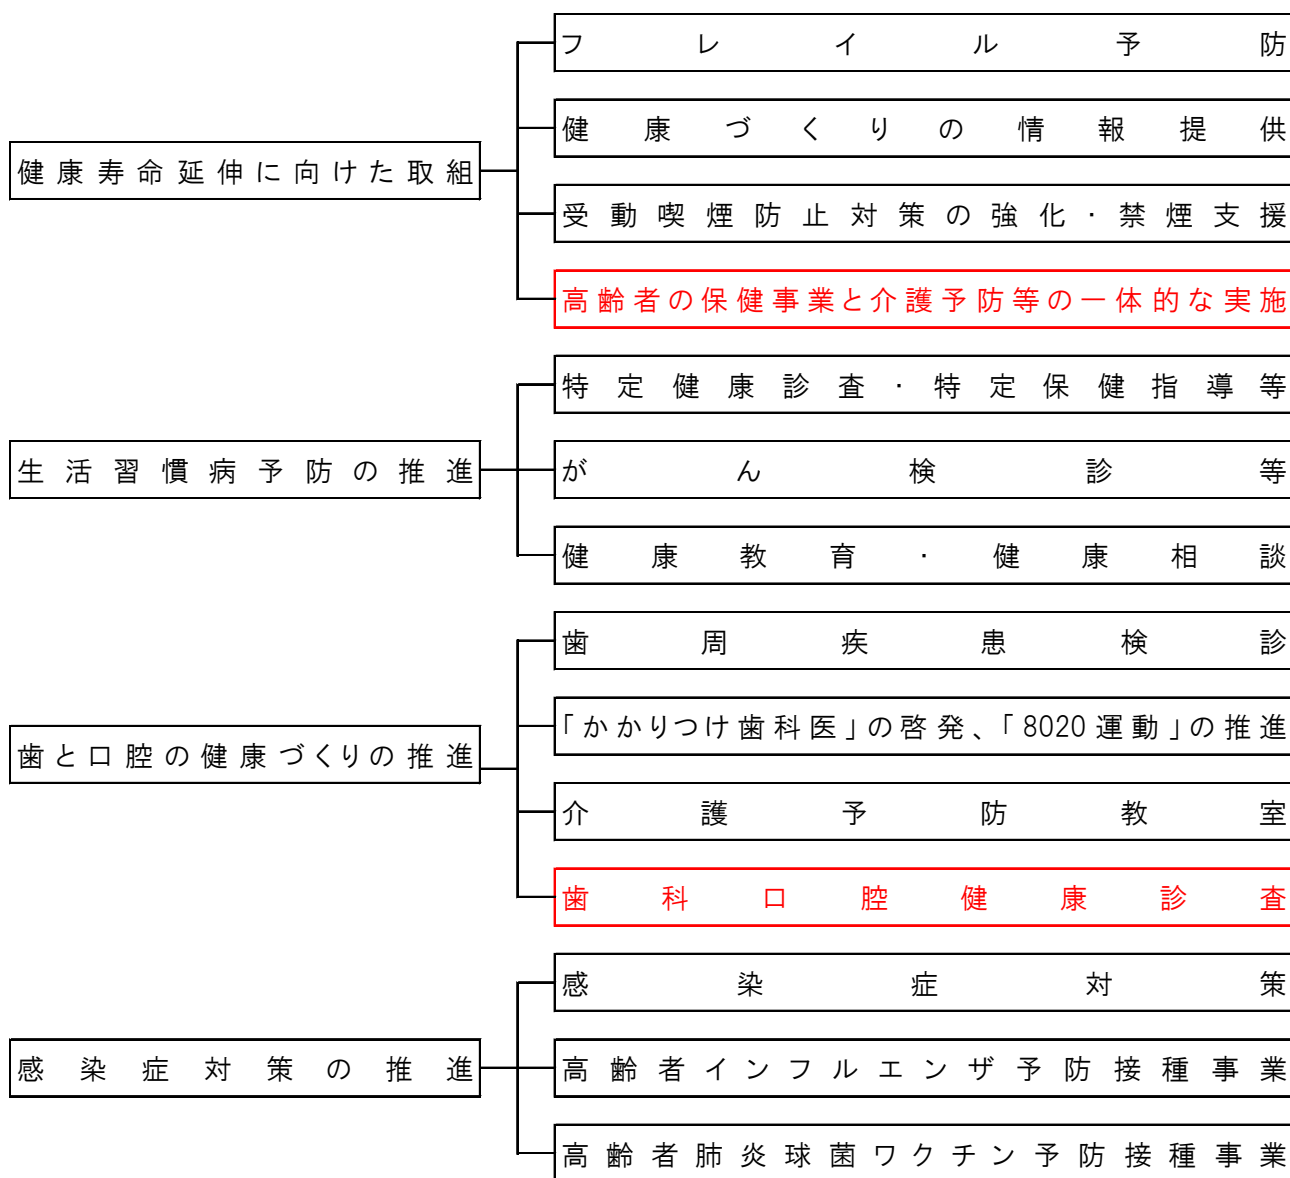 健康寿命延伸に向けた取組
フレイル予防
健康づくりの情報提供
受動喫煙防止対策の強化・禁煙支援
高齢者の保健事業と介護予防等の一体的な実施
生活習慣病予防の推進
特定健康診査・特定保健指導等
がん検診等
健康教育・健康相談
歯と口腔の健康づくりの推進
歯周疾患検診
「かかりつけ歯科医」の啓発、「8020運動」の推進
介護予防教室
歯科口腔健康診査
感染症対策の推進
感染症対策
高齢者インフルエンザ予防接種事業
高齢者肺炎球菌ワクチン予防接種事業